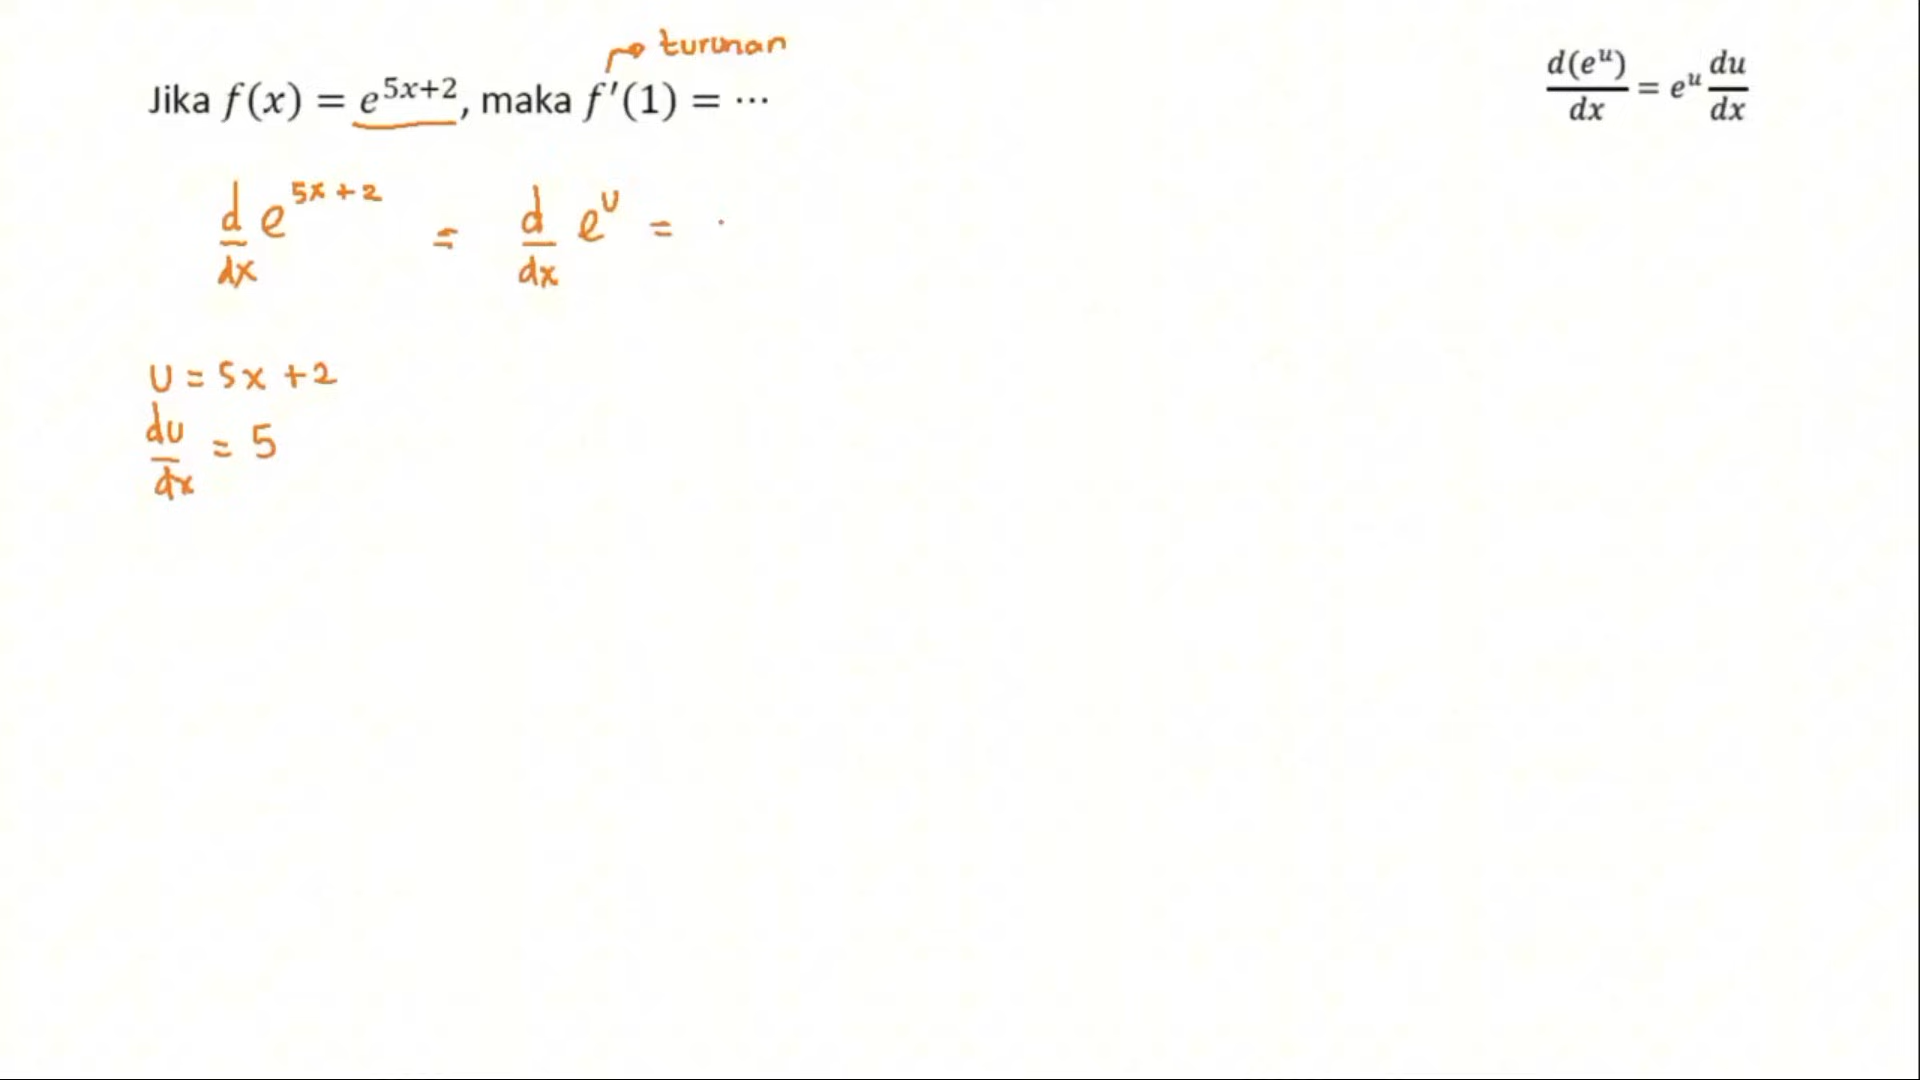 turunan
Jika f(x) = e^{5x+2}, maka f'(1) = ⋯
d(e^u)/dx = e^u du/dx
d/dx e^{5x+2} = d/dx e^u =
u = 5x + 2
du/dx = 5